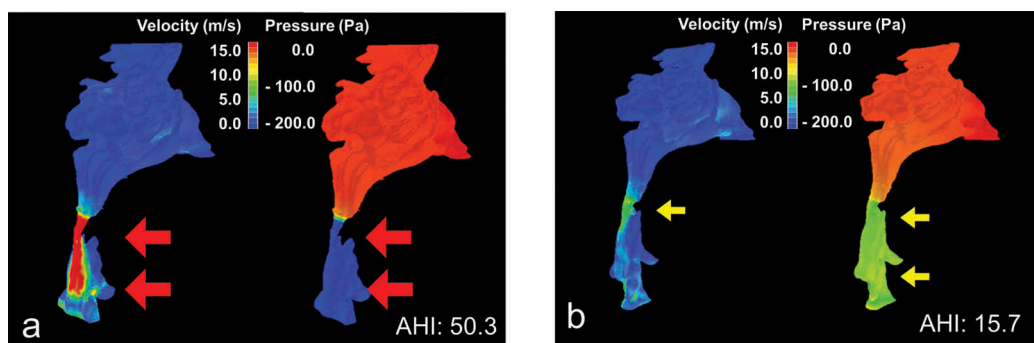 Velocity (m/s) Pressure (Pa)
15.0 0.0
10.0
- 100.0
5.0
0.0 - 200.0
a
AHI: 50.3
Velocity (m/s) Pressure (Pa)
15.0 0.0
10.0
- 100.0
5.0
0.0 - 200.0
b
AHI: 15.7